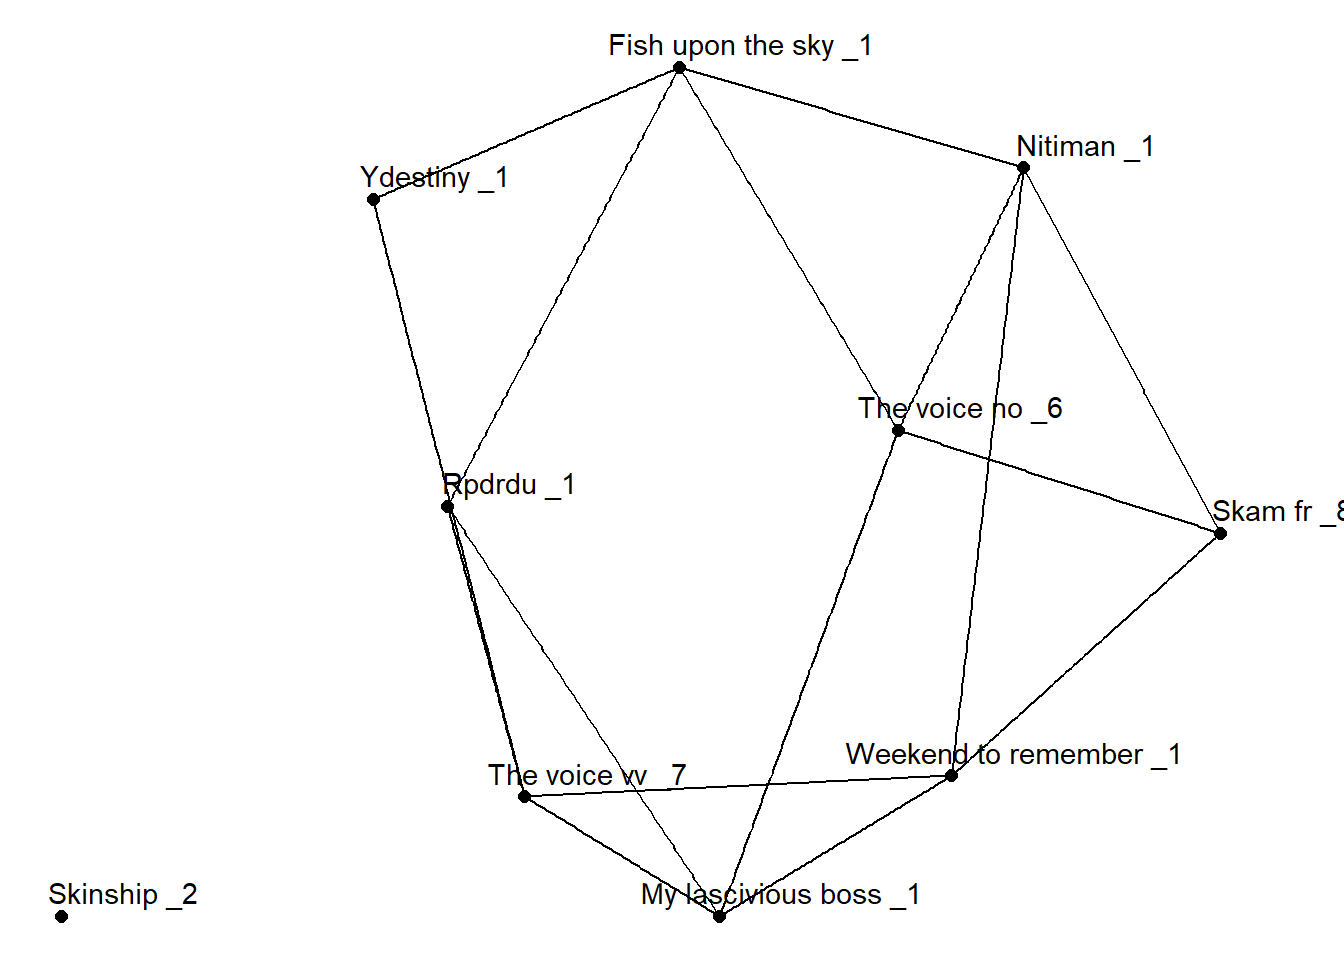 Fish upon the sky _1
Nitiman _1
Ydestiny _1
The voice no _6
Rpdrdu _1
Skam fr _8
Weekend to remember _1
The voice vv _7
Skinship _2
My lascivious boss _1